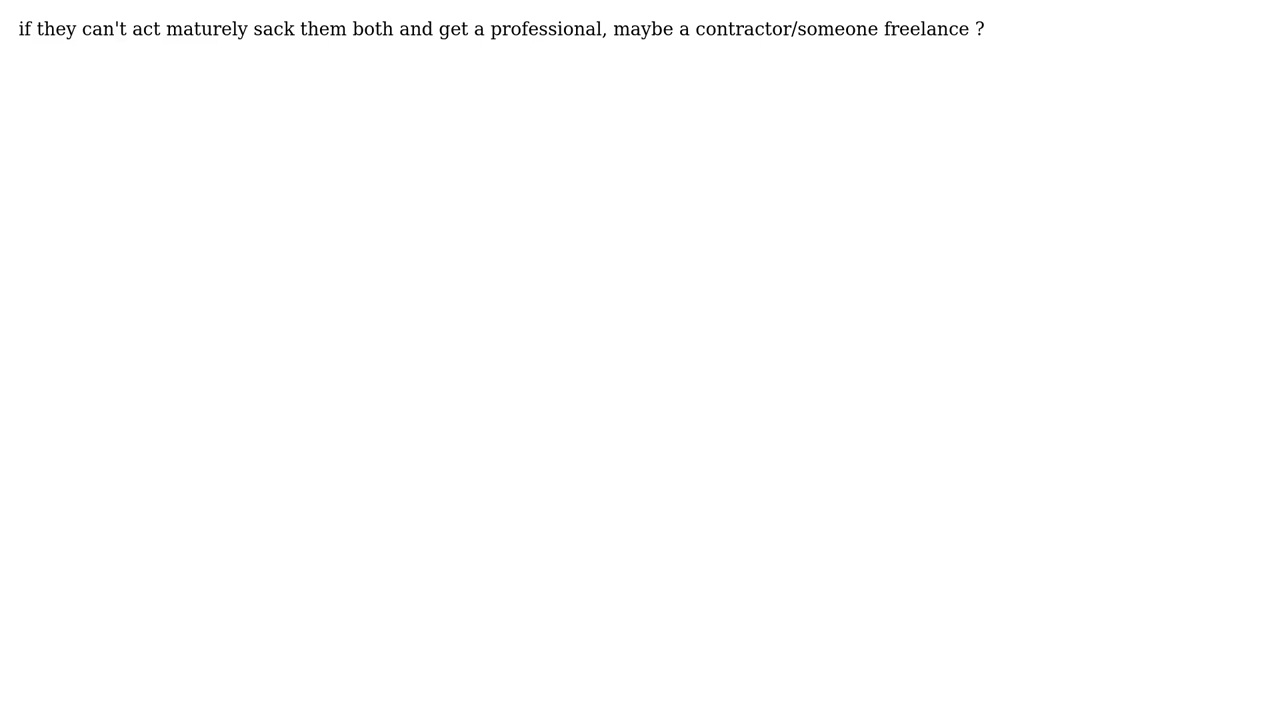 if they can't act maturely sack them both and get a professional, maybe a contractor/someone freelance ?